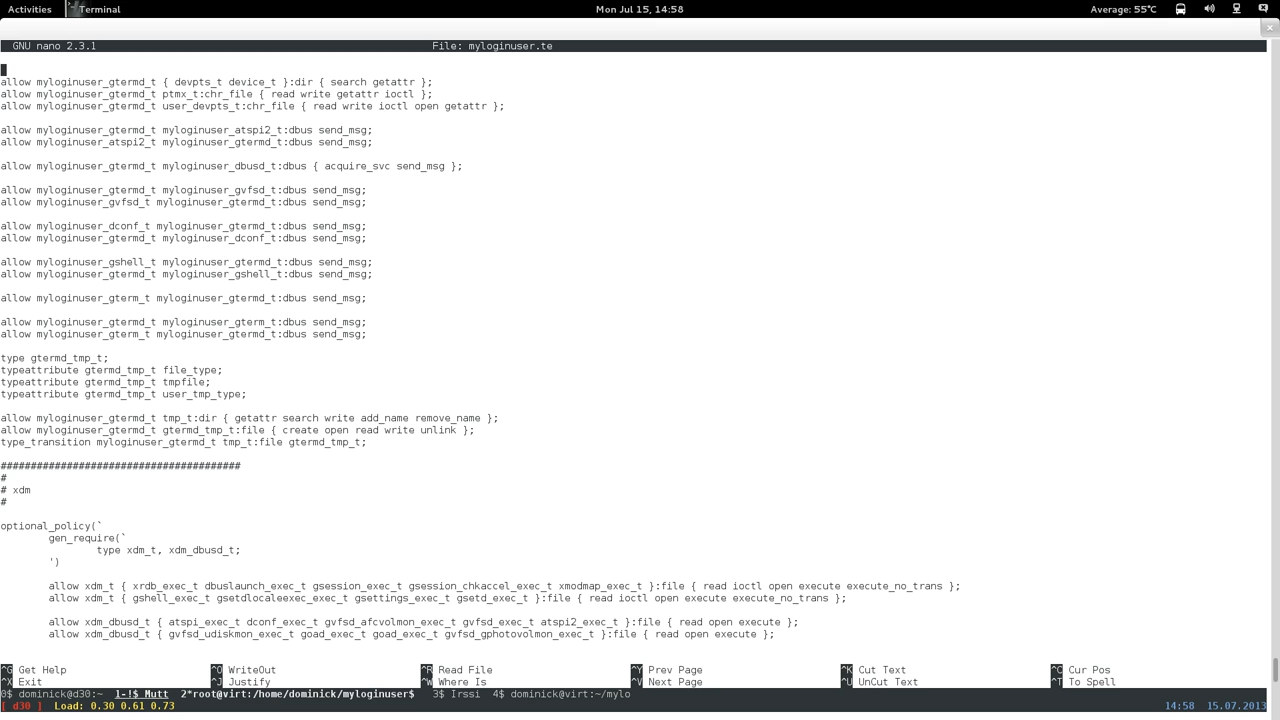 Activities Terminal Mon Jul 15, 14:58 Average: 55°C
GNU nano 2.3.1 File: myloginuser.te
allow myloginuser_gtermd_t { devpts_t device_t }:dir { search getattr };
allow myloginuser_gtermd_t ptmx_t:chr_file { read write getattr ioctl };
allow myloginuser_gtermd_t user_devpts_t:chr_file { read write ioctl open getattr };
allow myloginuser_gtermd_t myloginuser_atspi2_t:dbus send_msg;
allow myloginuser_atspi2_t myloginuser_gtermd_t:dbus send_msg;
allow myloginuser_gtermd_t myloginuser_dbusd_t:dbus { acquire_svc send_msg };
allow myloginuser_gtermd_t myloginuser_gvfsd_t:dbus send_msg;
allow myloginuser_gvfsd_t myloginuser_gtermd_t:dbus send_msg;
allow myloginuser_dconf_t myloginuser_gtermd_t:dbus send_msg;
allow myloginuser_gtermd_t myloginuser_dconf_t:dbus send_msg;
allow myloginuser_gshell_t myloginuser_gtermd_t:dbus send_msg;
allow myloginuser_gtermd_t myloginuser_gshell_t:dbus send_msg;
allow myloginuser_gterm_t myloginuser_gtermd_t:dbus send_msg;
allow myloginuser_gtermd_t myloginuser_gterm_t:dbus send_msg;
allow myloginuser_gterm_t myloginuser_gtermd_t:dbus send_msg;
type gtermd_tmp_t;
typeattribute gtermd_tmp_t file_type;
typeattribute gtermd_tmp_t tmpfile;
typeattribute gtermd_tmp_t user_tmp_type;
allow myloginuser_gtermd_t tmp_t:dir { getattr search write add_name remove_name };
allow myloginuser_gtermd_t gtermd_tmp_t:file { create open read write unlink };
type_transition myloginuser_gtermd_t tmp_t:file gtermd_tmp_t;
########################################
#
# xdm
#
optional_policy(`
gen_require(`
type xdm_t, xdm_dbusd_t;
')
allow xdm_t { xrdb_exec_t dbuslaunch_exec_t gsession_exec_t gsession_chkaccel_exec_t xmodmap_exec_t }:file { read ioctl open execute execute_no_trans };
allow xdm_t { gshell_exec_t gsetdlocaleexec_exec_t gsettings_exec_t gsetd_exec_t }:file { read ioctl open execute execute_no_trans };
allow xdm_dbusd_t { atspi_exec_t dconf_exec_t gvfsd_afcvolmon_exec_t gvfsd_exec_t atspi2_exec_t }:file { read open execute };
allow xdm_dbusd_t { gvfsd_udiskmon_exec_t goad_exec_t goad_exec_t gvfsd_gphotovolmon_exec_t }:file { read open execute };
^G Get Help ^O WriteOut ^R Read File ^Y Prev Page ^K Cut Text ^C Cur Pos
^X Exit ^J Justify ^W Where Is ^V Next Page ^U UnCut Text ^T To Spell
0$ dominick@d30:~ 1-!$ Mutt 2*root@virt:/home/dominick/myloginuser$ 3$ Irssi 4$ dominick@virt:~/mylo
[ d30 ] Load: 0.30 0.61 0.73 14:58 15.07.2013